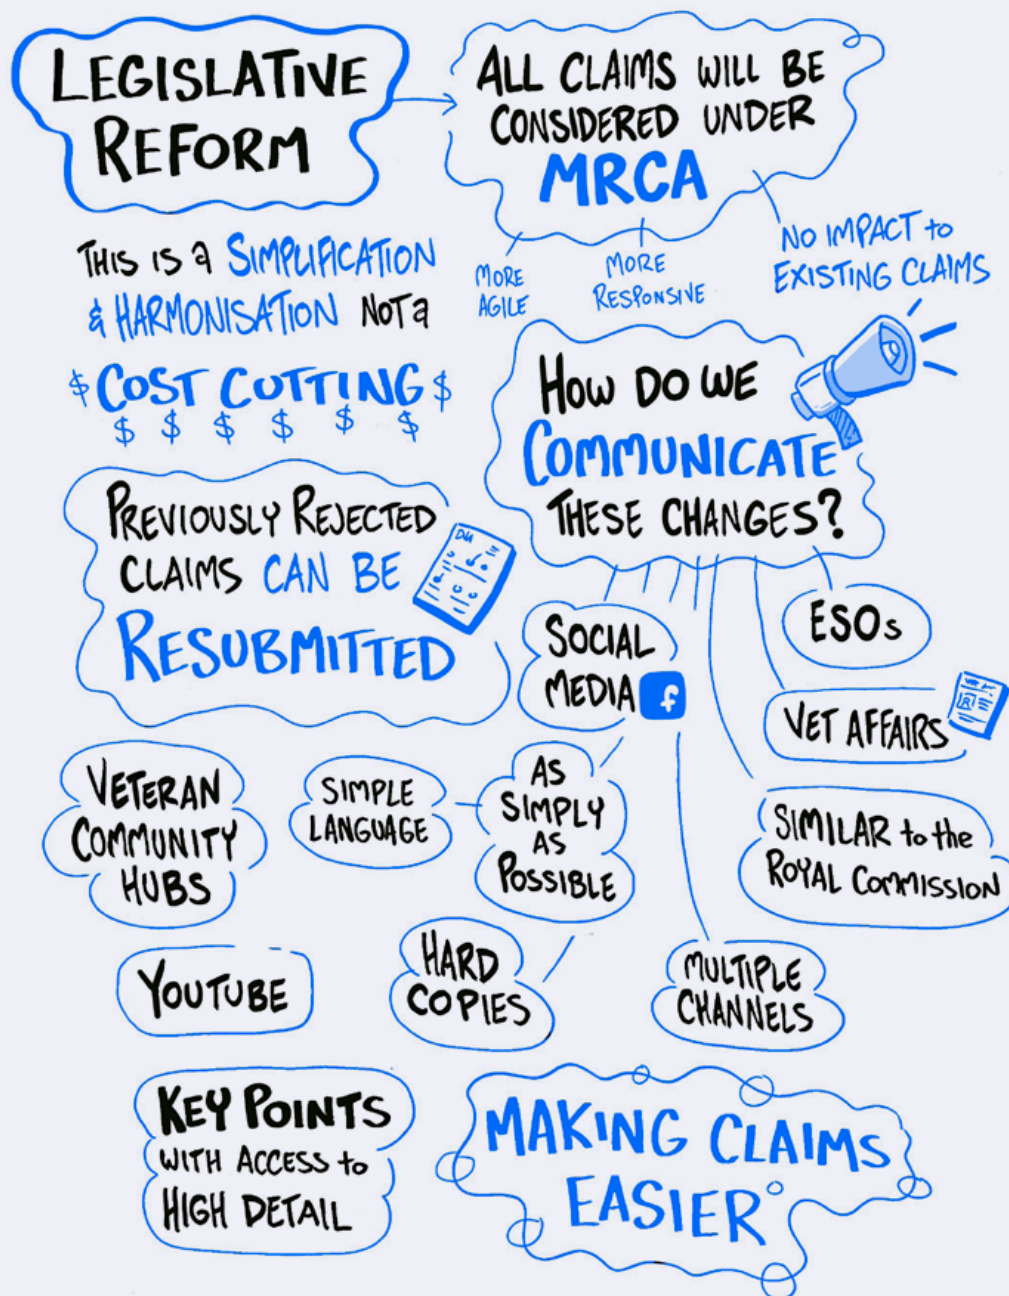 LEGISLATIVE
REFORM
ALL CLAIMS WILL BE
CONSIDERED UNDER
MRCA
MORE
AGILE
MORE
RESPONSIVE
NO IMPACT to
EXISTING CLAIMS
THIS IS a SIMPLIFICATION
& HARMONISATION NOT a
$ COST CUTTING $
$ $ $ $ $ $
HOW DO WE
COMMUNICATE
THESE CHANGES?
PREVIOUSLY REJECTED
CLAIMS CAN BE
RESUBMITTED
SOCIAL
MEDIA f
ESOs
VET AFFAIRS
SIMILAR to the
ROYAL COMMISSION
VETERAN
COMMUNITY
HUBS
SIMPLE
LANGUAGE
AS
SIMPLY
AS
POSSIBLE
YOUTUBE
HARD
COPIES
MULTIPLE
CHANNELS
KEY POINTS
WITH ACCESS to
HIGH DETAIL
MAKING CLAIMS
EASIER